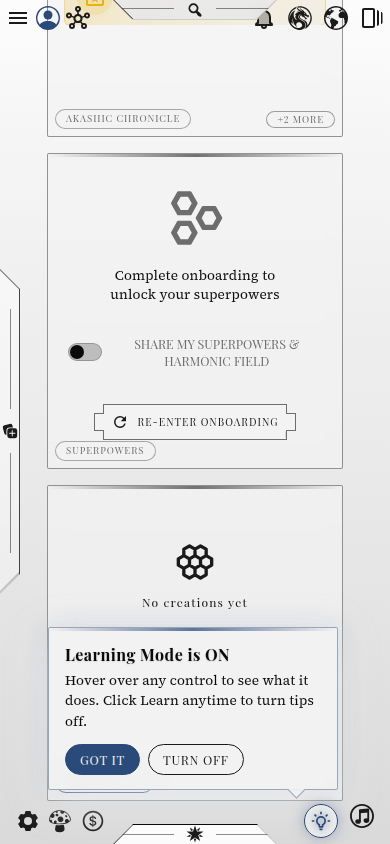 AKASHIC CHRONICLE
+2 MORE
Complete onboarding to
unlock your superpowers
SHARE MY SUPERPOWERS &
HARMONIC FIELD
RE-ENTER ONBOARDING
SUPERPOWERS
No creations yet
Learning Mode is ON
Hover over any control to see what it
does. Click Learn anytime to turn tips
off.
GOT IT
TURN OFF
$